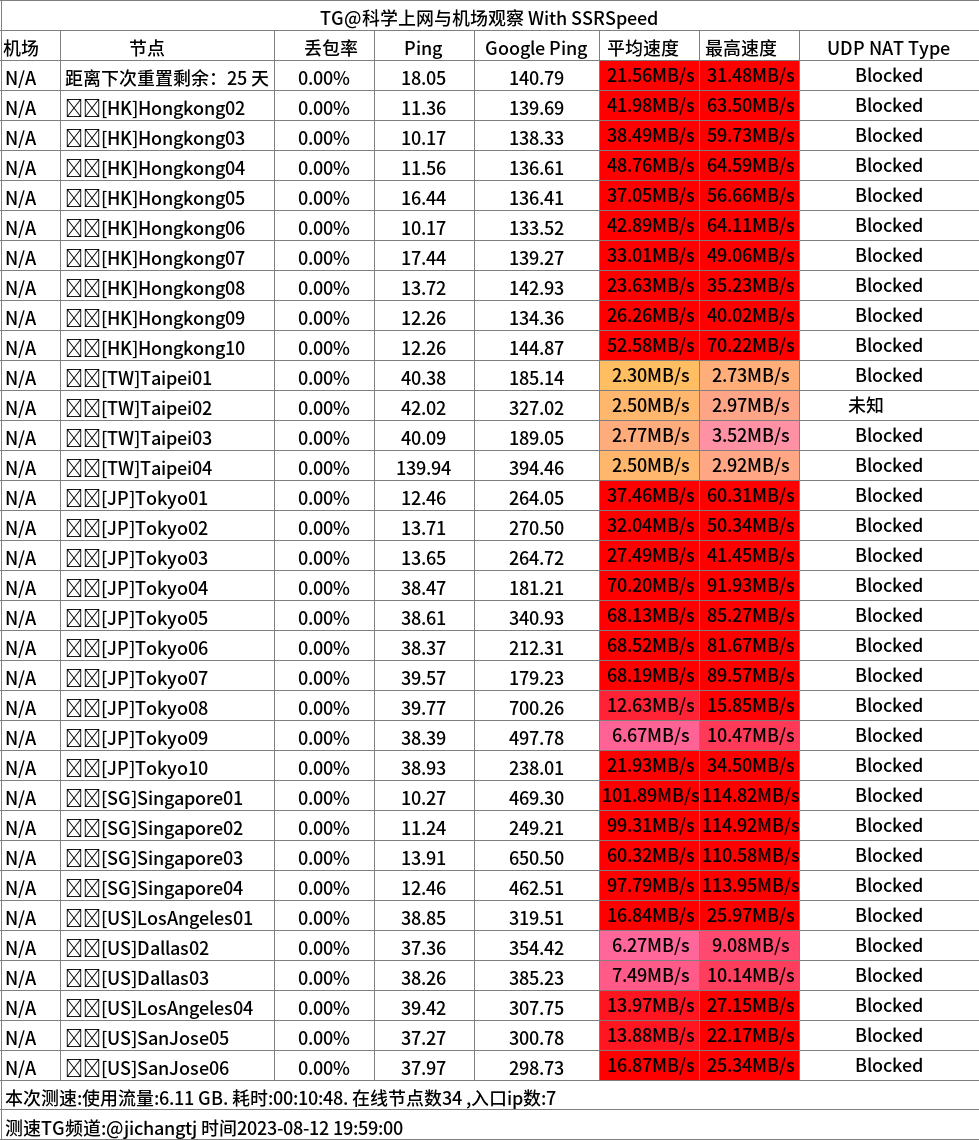 TG@科学上网与机场观察 With SSRSpeed
机场 节点 丢包率 Ping Google Ping 平均速度 最高速度 UDP NAT Type
N/A 距离下次重置剩余：25 天 0.00% 18.05 140.79 21.56MB/s 31.48MB/s Blocked
N/A [HK]Hongkong02 0.00% 11.36 139.69 41.98MB/s 63.50MB/s Blocked
N/A [HK]Hongkong03 0.00% 10.17 138.33 38.49MB/s 59.73MB/s Blocked
N/A [HK]Hongkong04 0.00% 11.56 136.61 48.76MB/s 64.59MB/s Blocked
N/A [HK]Hongkong05 0.00% 16.44 136.41 37.05MB/s 56.66MB/s Blocked
N/A [HK]Hongkong06 0.00% 10.17 133.52 42.89MB/s 64.11MB/s Blocked
N/A [HK]Hongkong07 0.00% 17.44 139.27 33.01MB/s 49.06MB/s Blocked
N/A [HK]Hongkong08 0.00% 13.72 142.93 23.63MB/s 35.23MB/s Blocked
N/A [HK]Hongkong09 0.00% 12.26 134.36 26.26MB/s 40.02MB/s Blocked
N/A [HK]Hongkong10 0.00% 12.26 144.87 52.58MB/s 70.22MB/s Blocked
N/A [TW]Taipei01 0.00% 40.38 185.14 2.30MB/s 2.73MB/s Blocked
N/A [TW]Taipei02 0.00% 42.02 327.02 2.50MB/s 2.97MB/s 未知
N/A [TW]Taipei03 0.00% 40.09 189.05 2.77MB/s 3.52MB/s Blocked
N/A [TW]Taipei04 0.00% 139.94 394.46 2.50MB/s 2.92MB/s Blocked
N/A [JP]Tokyo01 0.00% 12.46 264.05 37.46MB/s 60.31MB/s Blocked
N/A [JP]Tokyo02 0.00% 13.71 270.50 32.04MB/s 50.34MB/s Blocked
N/A [JP]Tokyo03 0.00% 13.65 264.72 27.49MB/s 41.45MB/s Blocked
N/A [JP]Tokyo04 0.00% 38.47 181.21 70.20MB/s 91.93MB/s Blocked
N/A [JP]Tokyo05 0.00% 38.61 340.93 68.13MB/s 85.27MB/s Blocked
N/A [JP]Tokyo06 0.00% 38.37 212.31 68.52MB/s 81.67MB/s Blocked
N/A [JP]Tokyo07 0.00% 39.57 179.23 68.19MB/s 89.57MB/s Blocked
N/A [JP]Tokyo08 0.00% 39.77 700.26 12.63MB/s 15.85MB/s Blocked
N/A [JP]Tokyo09 0.00% 38.39 497.78 6.67MB/s 10.47MB/s Blocked
N/A [JP]Tokyo10 0.00% 38.93 238.01 21.93MB/s 34.50MB/s Blocked
N/A [SG]Singapore01 0.00% 10.27 469.30 101.89MB/s 114.82MB/s Blocked
N/A [SG]Singapore02 0.00% 11.24 249.21 99.31MB/s 114.92MB/s Blocked
N/A [SG]Singapore03 0.00% 13.91 650.50 60.32MB/s 110.58MB/s Blocked
N/A [SG]Singapore04 0.00% 12.46 462.51 97.79MB/s 113.95MB/s Blocked
N/A [US]LosAngeles01 0.00% 38.85 319.51 16.84MB/s 25.97MB/s Blocked
N/A [US]Dallas02 0.00% 37.36 354.42 6.27MB/s 9.08MB/s Blocked
N/A [US]Dallas03 0.00% 38.26 385.23 7.49MB/s 10.14MB/s Blocked
N/A [US]LosAngeles04 0.00% 39.42 307.75 13.97MB/s 27.15MB/s Blocked
N/A [US]SanJose05 0.00% 37.27 300.78 13.88MB/s 22.17MB/s Blocked
N/A [US]SanJose06 0.00% 37.97 298.73 16.87MB/s 25.34MB/s Blocked
本次测速:使用流量:6.11 GB. 耗时:00:10:48. 在线节点数34 ,入口ip数:7
测速TG频道:@jichangtj 时间2023-08-12 19:59:00